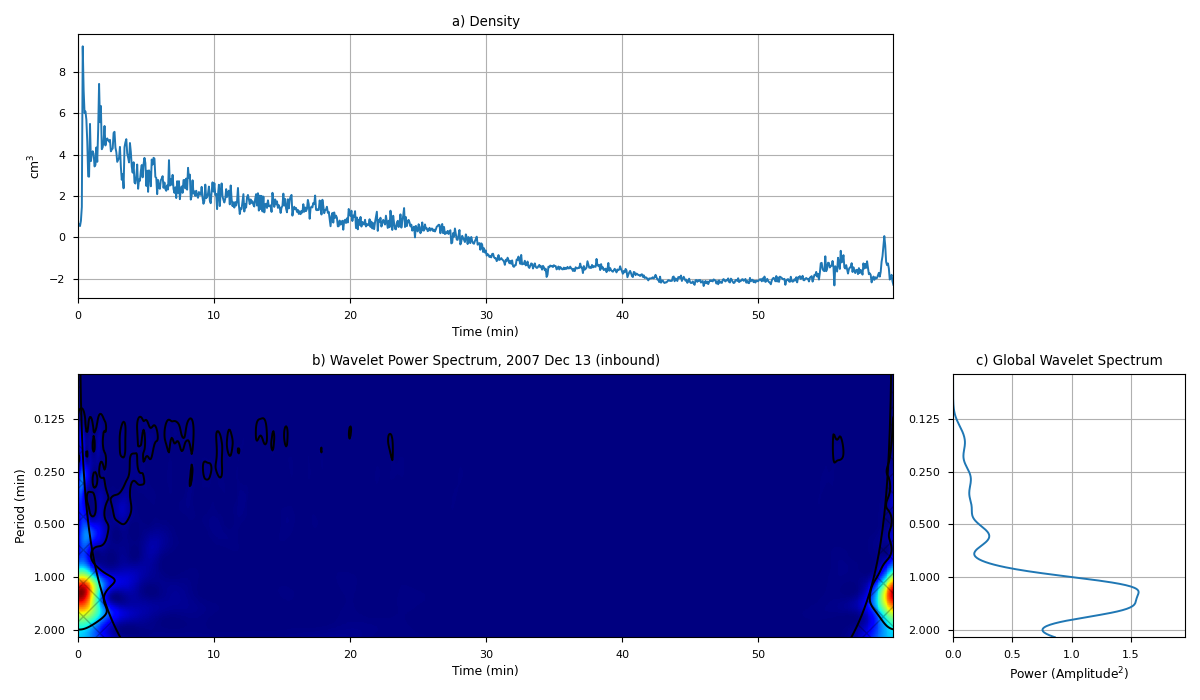 a) Density
8
6
4
2
0
−2
cm³
0 10 20 30 40 50
Time (min)
b) Wavelet Power Spectrum, 2007 Dec 13 (inbound)
0.125
0.250
0.500
1.000
2.000
Period (min)
0 10 20 30 40 50
Time (min)
c) Global Wavelet Spectrum
0.125
0.250
0.500
1.000
2.000
0.0 0.5 1.0 1.5
Power (Amplitude²)